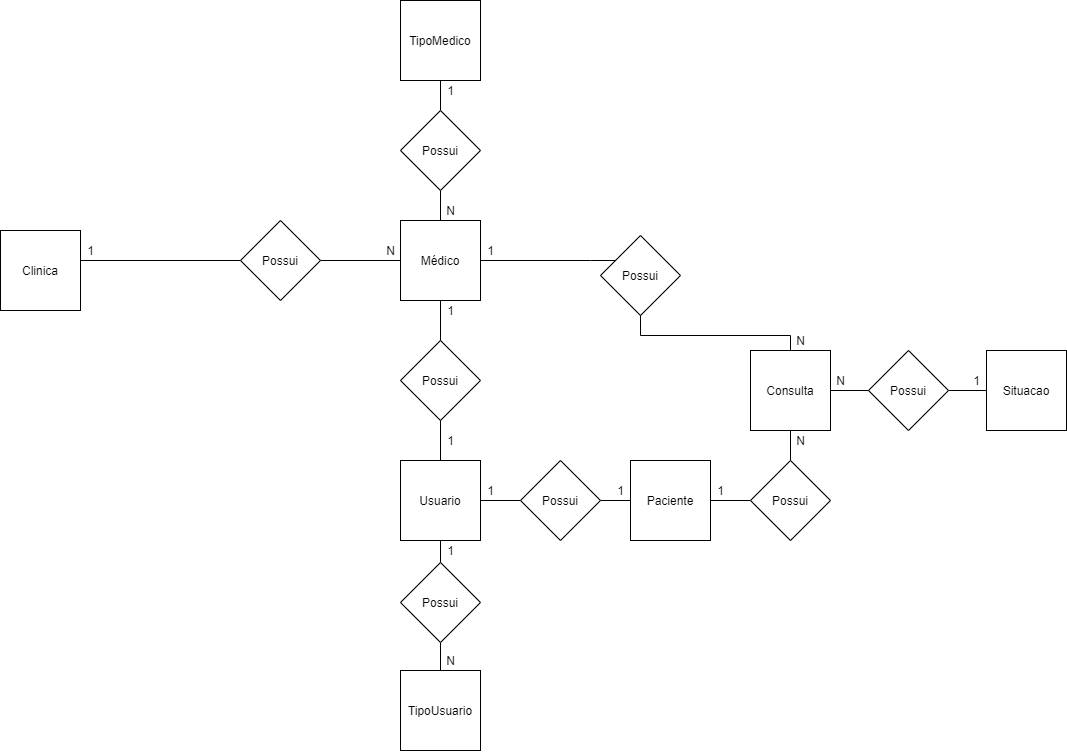 TipoMedico
1
Possui
N
Clinica
1
Possui
N
Médico
1
Possui
N
1
Possui
1
Consulta
N
Possui
1
Situacao
N
Usuario
1
Possui
1
Paciente
1
Possui
1
Possui
N
TipoUsuario